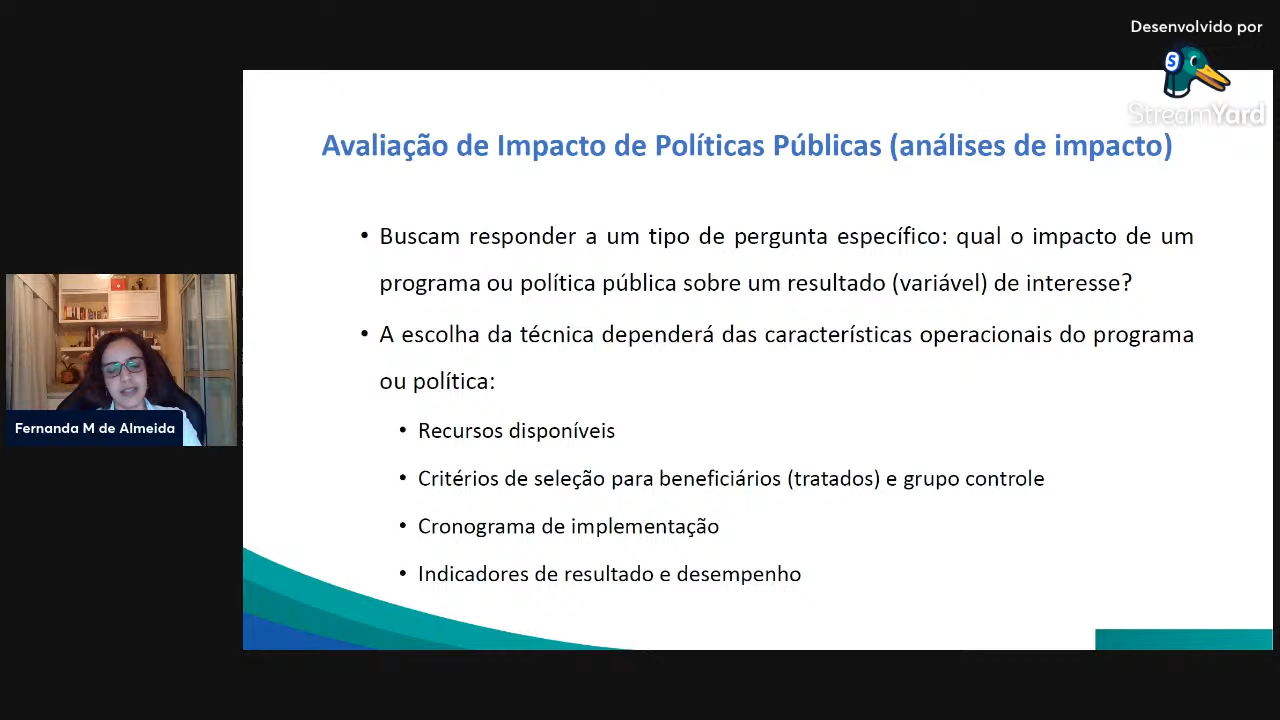 Desenvolvido por
StreamYard
Avaliação de Impacto de Políticas Públicas (análises de impacto)
• Buscam responder a um tipo de pergunta específico: qual o impacto de um
programa ou política pública sobre um resultado (variável) de interesse?
• A escolha da técnica dependerá das características operacionais do programa
ou política:
• Recursos disponíveis
• Critérios de seleção para beneficiários (tratados) e grupo controle
• Cronograma de implementação
• Indicadores de resultado e desempenho
Fernanda M de Almeida